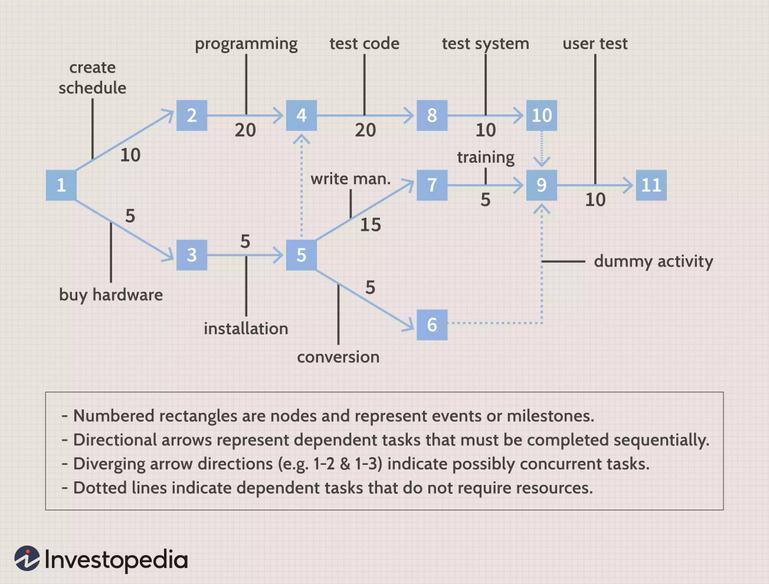 programming
test code
test system
user test
create
schedule
2
4
8
10
20
20
10
10
training
write man.
1
7
9
11
5
10
5
15
5
3
5
5
dummy activity
buy hardware
6
installation
conversion
- Numbered rectangles are nodes and represent events or milestones.
- Directional arrows represent dependent tasks that must be completed sequentially.
- Diverging arrow directions (e.g. 1-2 & 1-3) indicate possibly concurrent tasks.
- Dotted lines indicate dependent tasks that do not require resources.
Investopedia